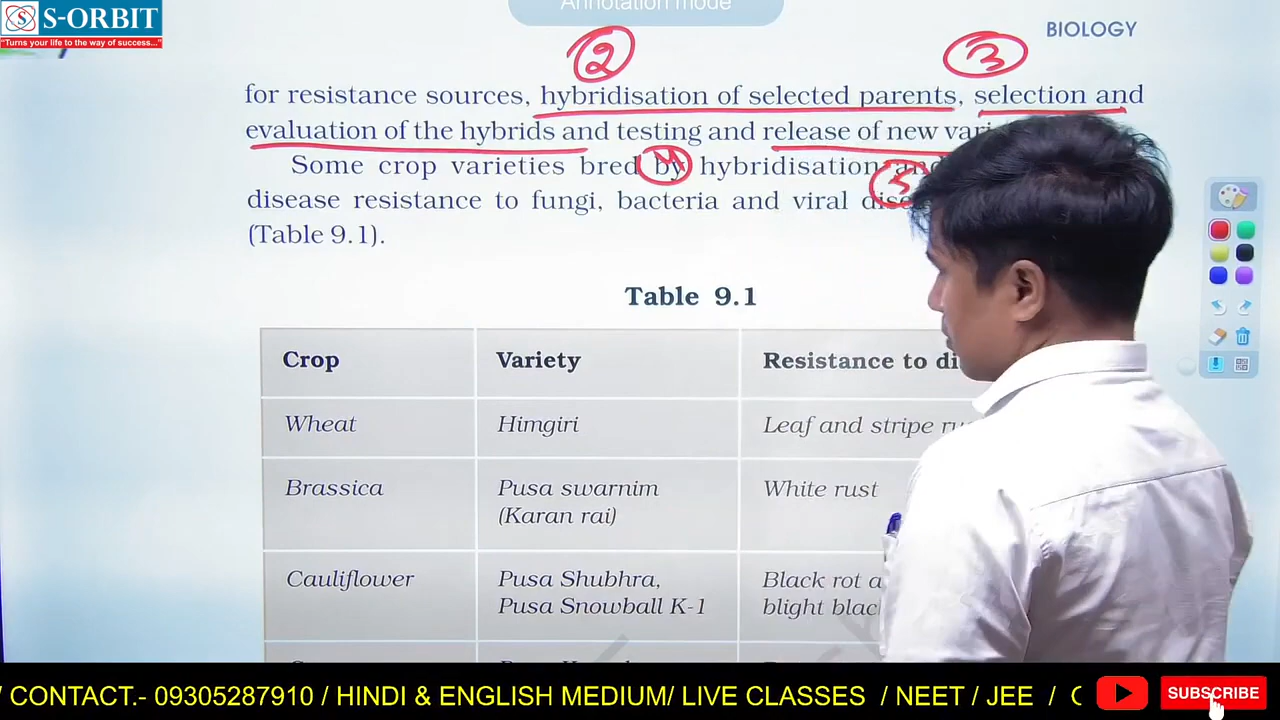 Annotation mode
S-ORBIT
"Turns your life to the way of success..."
BIOLOGY
2
3
for resistance sources, hybridisation of selected parents, selection and
evaluation of the hybrids and testing and release of new
Some crop varieties bred by hybridisation
4
5
disease resistance to fungi, bacteria and viral
(Table 9.1).
Table 9.1
Crop Variety Resistance to
Wheat Himgiri Leaf and stripe
Brassica Pusa swarnim White rust
(Karan rai)
Cauliflower Pusa Shubhra, Black rot
Pusa Snowball K-1 blight
/ CONTACT.- 09305287910 / HINDI & ENGLISH MEDIUM/ LIVE CLASSES / NEET / JEE /
SUBSCRIBE